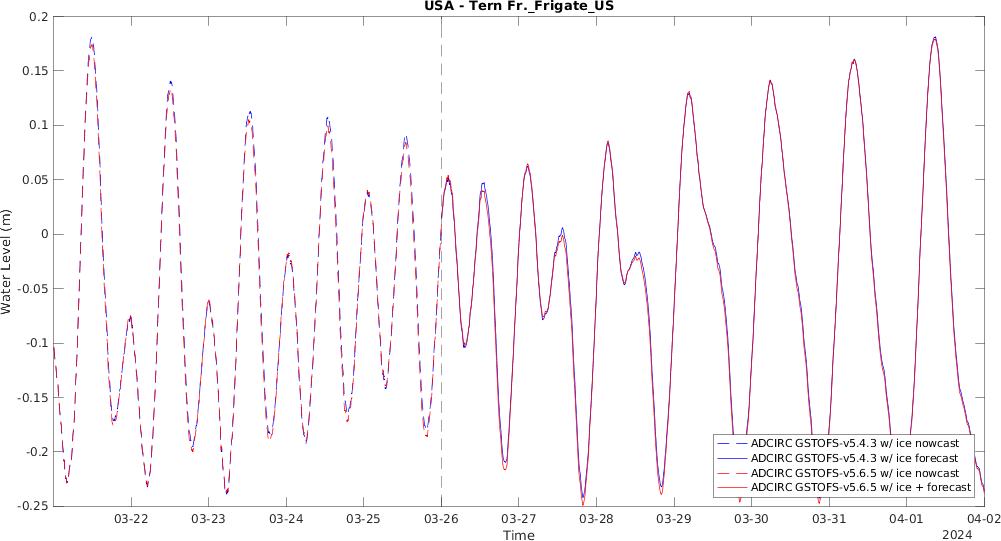 USA - Tern Fr._Frigate_US
0.2
0.15
0.1
0.05
0
-0.05
-0.1
-0.15
-0.2
-0.25
Water Level (m)
ADCIRC GSTOFS-v5.4.3 w/ ice nowcast
ADCIRC GSTOFS-v5.4.3 w/ ice forecast
ADCIRC GSTOFS-v5.6.5 w/ ice nowcast
ADCIRC GSTOFS-v5.6.5 w/ ice + forecast
03-22 03-23 03-24 03-25 03-26 03-27 03-28 03-29 03-30 03-31 04-01 04-02
Time
2024